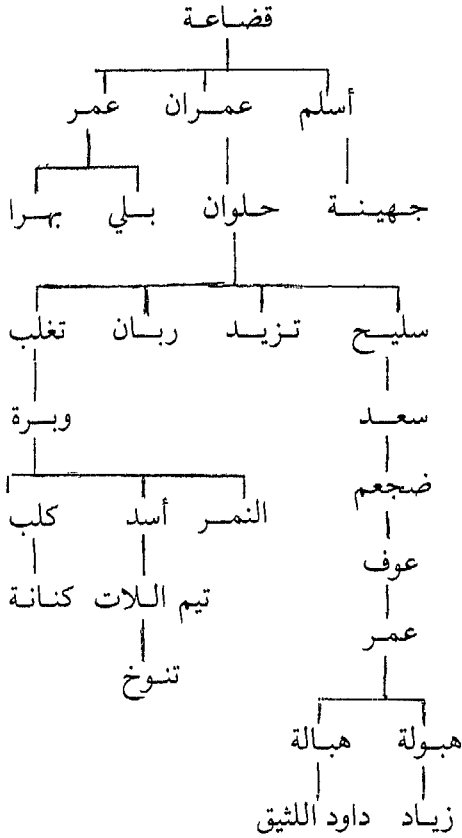 قضاعة
أسلم عمران عمر
جهينة حلوان بلي بهرا
سليح تزيد ربان تغلب
سعد وبرة
ضجعم
النمر أسد كلب
عوف
تيم اللات كنانة
عمر
تنوخ
هبولة هبالة
زياد داود اللثيق